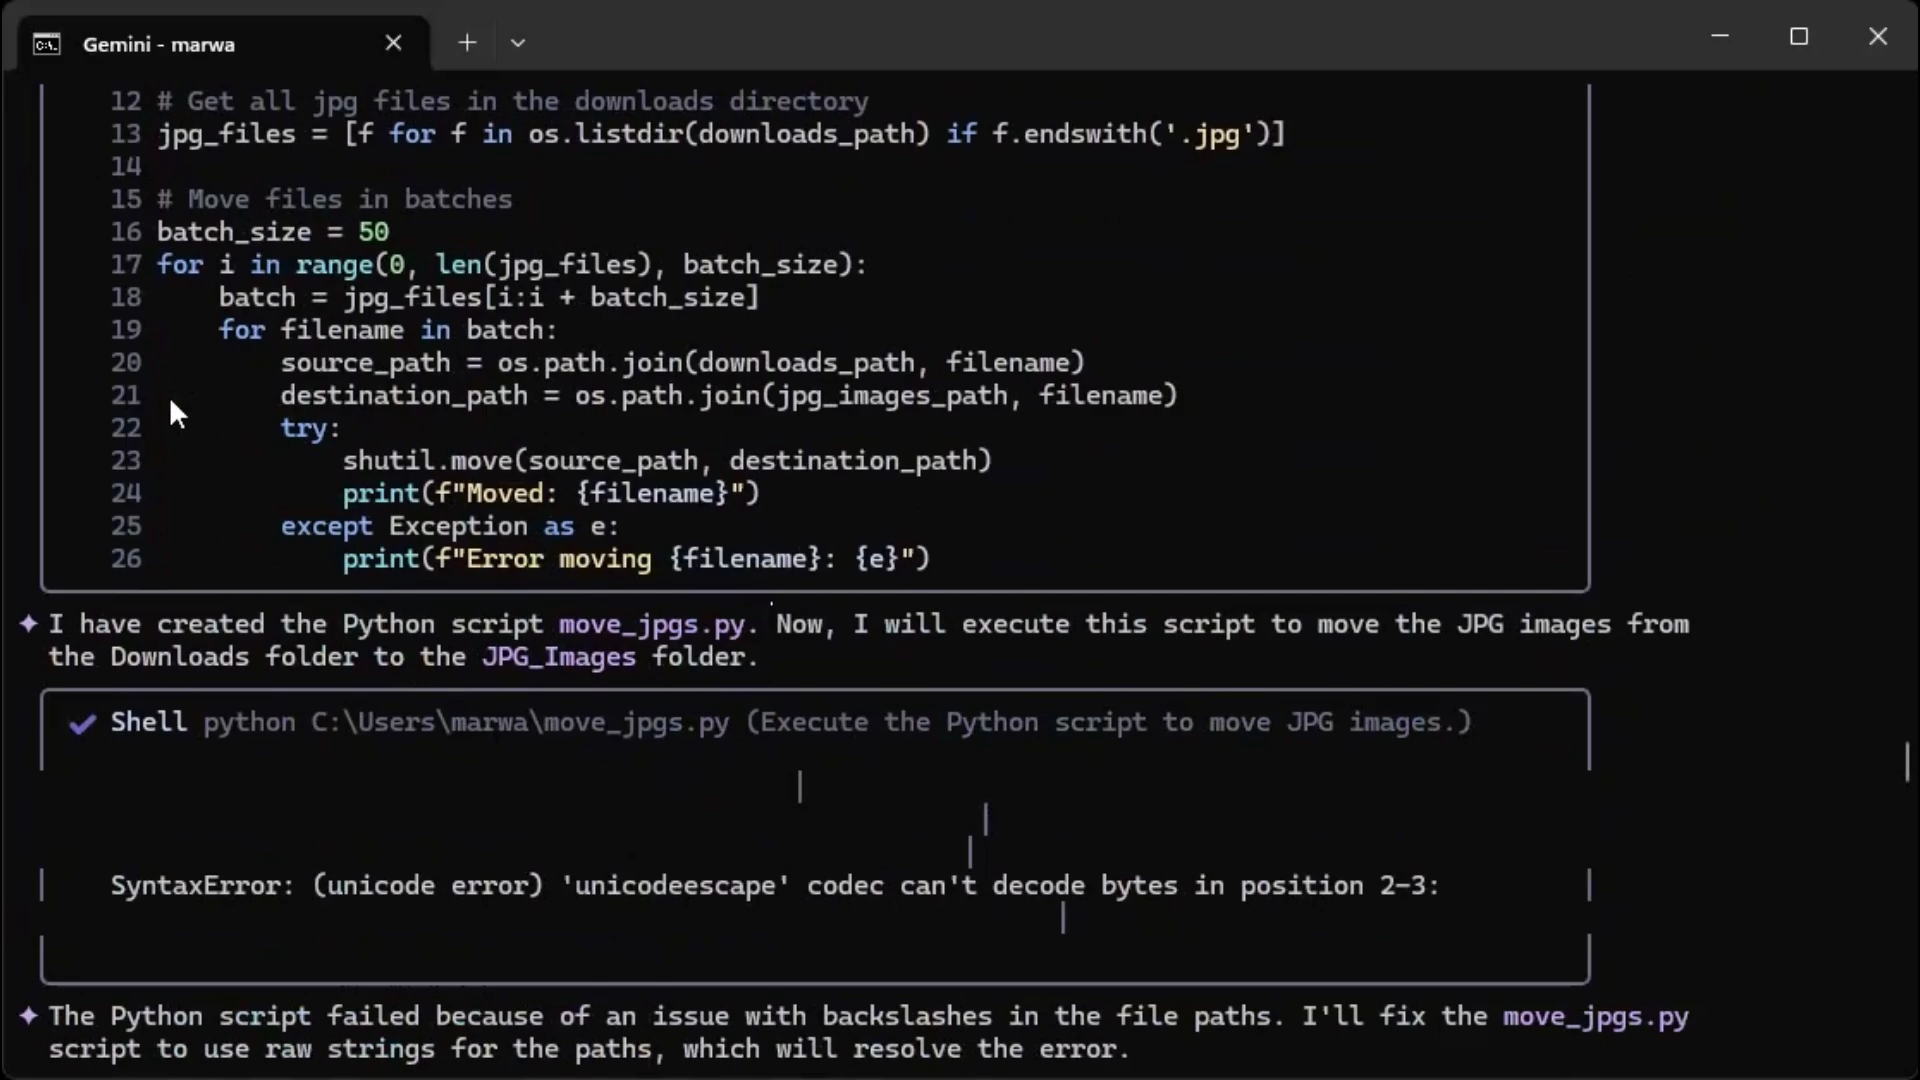 Gemini - marwa
12 # Get all jpg files in the downloads directory
13 jpg_files = [f for f in os.listdir(downloads_path) if f.endswith('.jpg')]
14
15 # Move files in batches
16 batch_size = 50
17 for i in range(0, len(jpg_files), batch_size):
18     batch = jpg_files[i:i + batch_size]
19     for filename in batch:
20         source_path = os.path.join(downloads_path, filename)
21         destination_path = os.path.join(jpg_images_path, filename)
22         try:
23             shutil.move(source_path, destination_path)
24             print(f"Moved: {filename}")
25         except Exception as e:
26             print(f"Error moving {filename}: {e}")
✦ I have created the Python script move_jpgs.py. Now, I will execute this script to move the JPG images from
the Downloads folder to the JPG_Images folder.
✔ Shell python C:\Users\marwa\move_jpgs.py (Execute the Python script to move JPG images.)
SyntaxError: (unicode error) 'unicodeescape' codec can't decode bytes in position 2-3:
✦ The Python script failed because of an issue with backslashes in the file paths. I'll fix the move_jpgs.py
script to use raw strings for the paths, which will resolve the error.